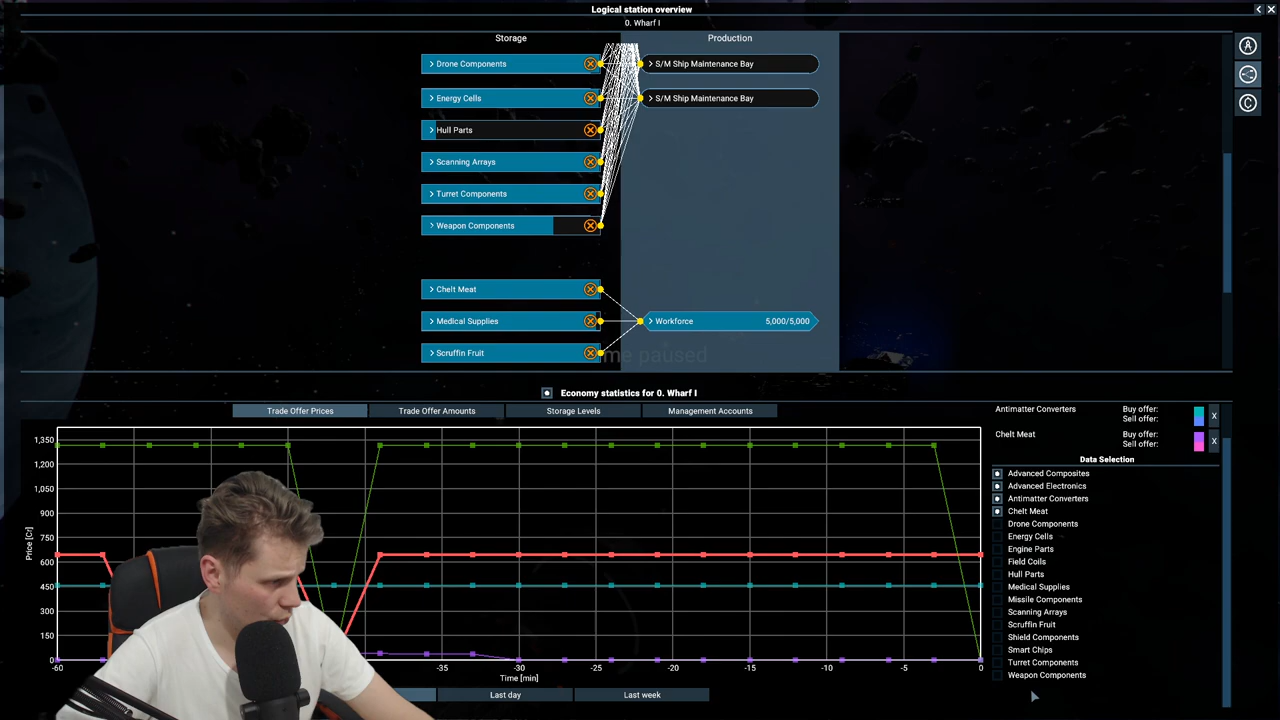 Logical station overview
0. Wharf I
Storage
Production
Drone Components
S/M Ship Maintenance Bay
Energy Cells
S/M Ship Maintenance Bay
Hull Parts
Scanning Arrays
Turret Components
Weapon Components
Chelt Meat
Medical Supplies
Workforce 5,000/5,000
Scruffin Fruit
me paused
A
C
Economy statistics for 0. Wharf I
Trade Offer Prices
Trade Offer Amounts
Storage Levels
Management Accounts
Price [Cr]
1,350
1,200
1,050
900
750
600
450
300
150
0
-60
-35
-30
-25
-20
-15
-10
-5
0
Time [min]
Last day
Last week
Antimatter Converters
Buy offer:
Sell offer:
X
Chelt Meat
Buy offer:
Sell offer:
X
Data Selection
Advanced Composites
Advanced Electronics
Antimatter Converters
Chelt Meat
Drone Components
Energy Cells
Engine Parts
Field Coils
Hull Parts
Medical Supplies
Missile Components
Scanning Arrays
Scruffin Fruit
Shield Components
Smart Chips
Turret Components
Weapon Components